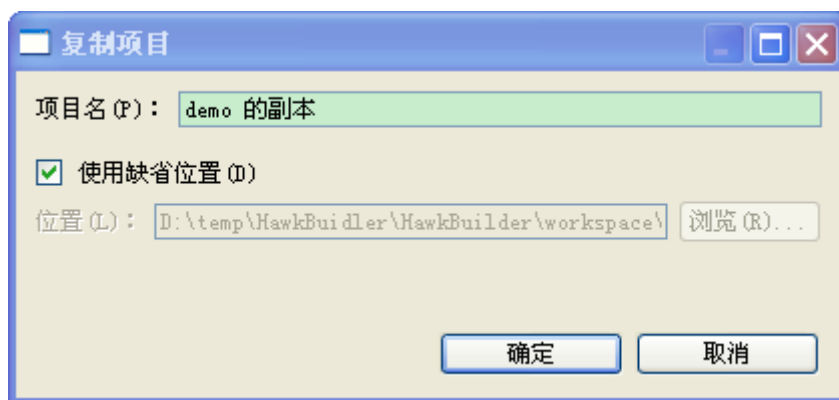 复制项目
项目名(P)： demo 的副本
使用缺省位置(D)
位置(L)： D:\temp\HawkBuidler\HawkBuilder\workspace\ 浏览(R)...
确定 取消